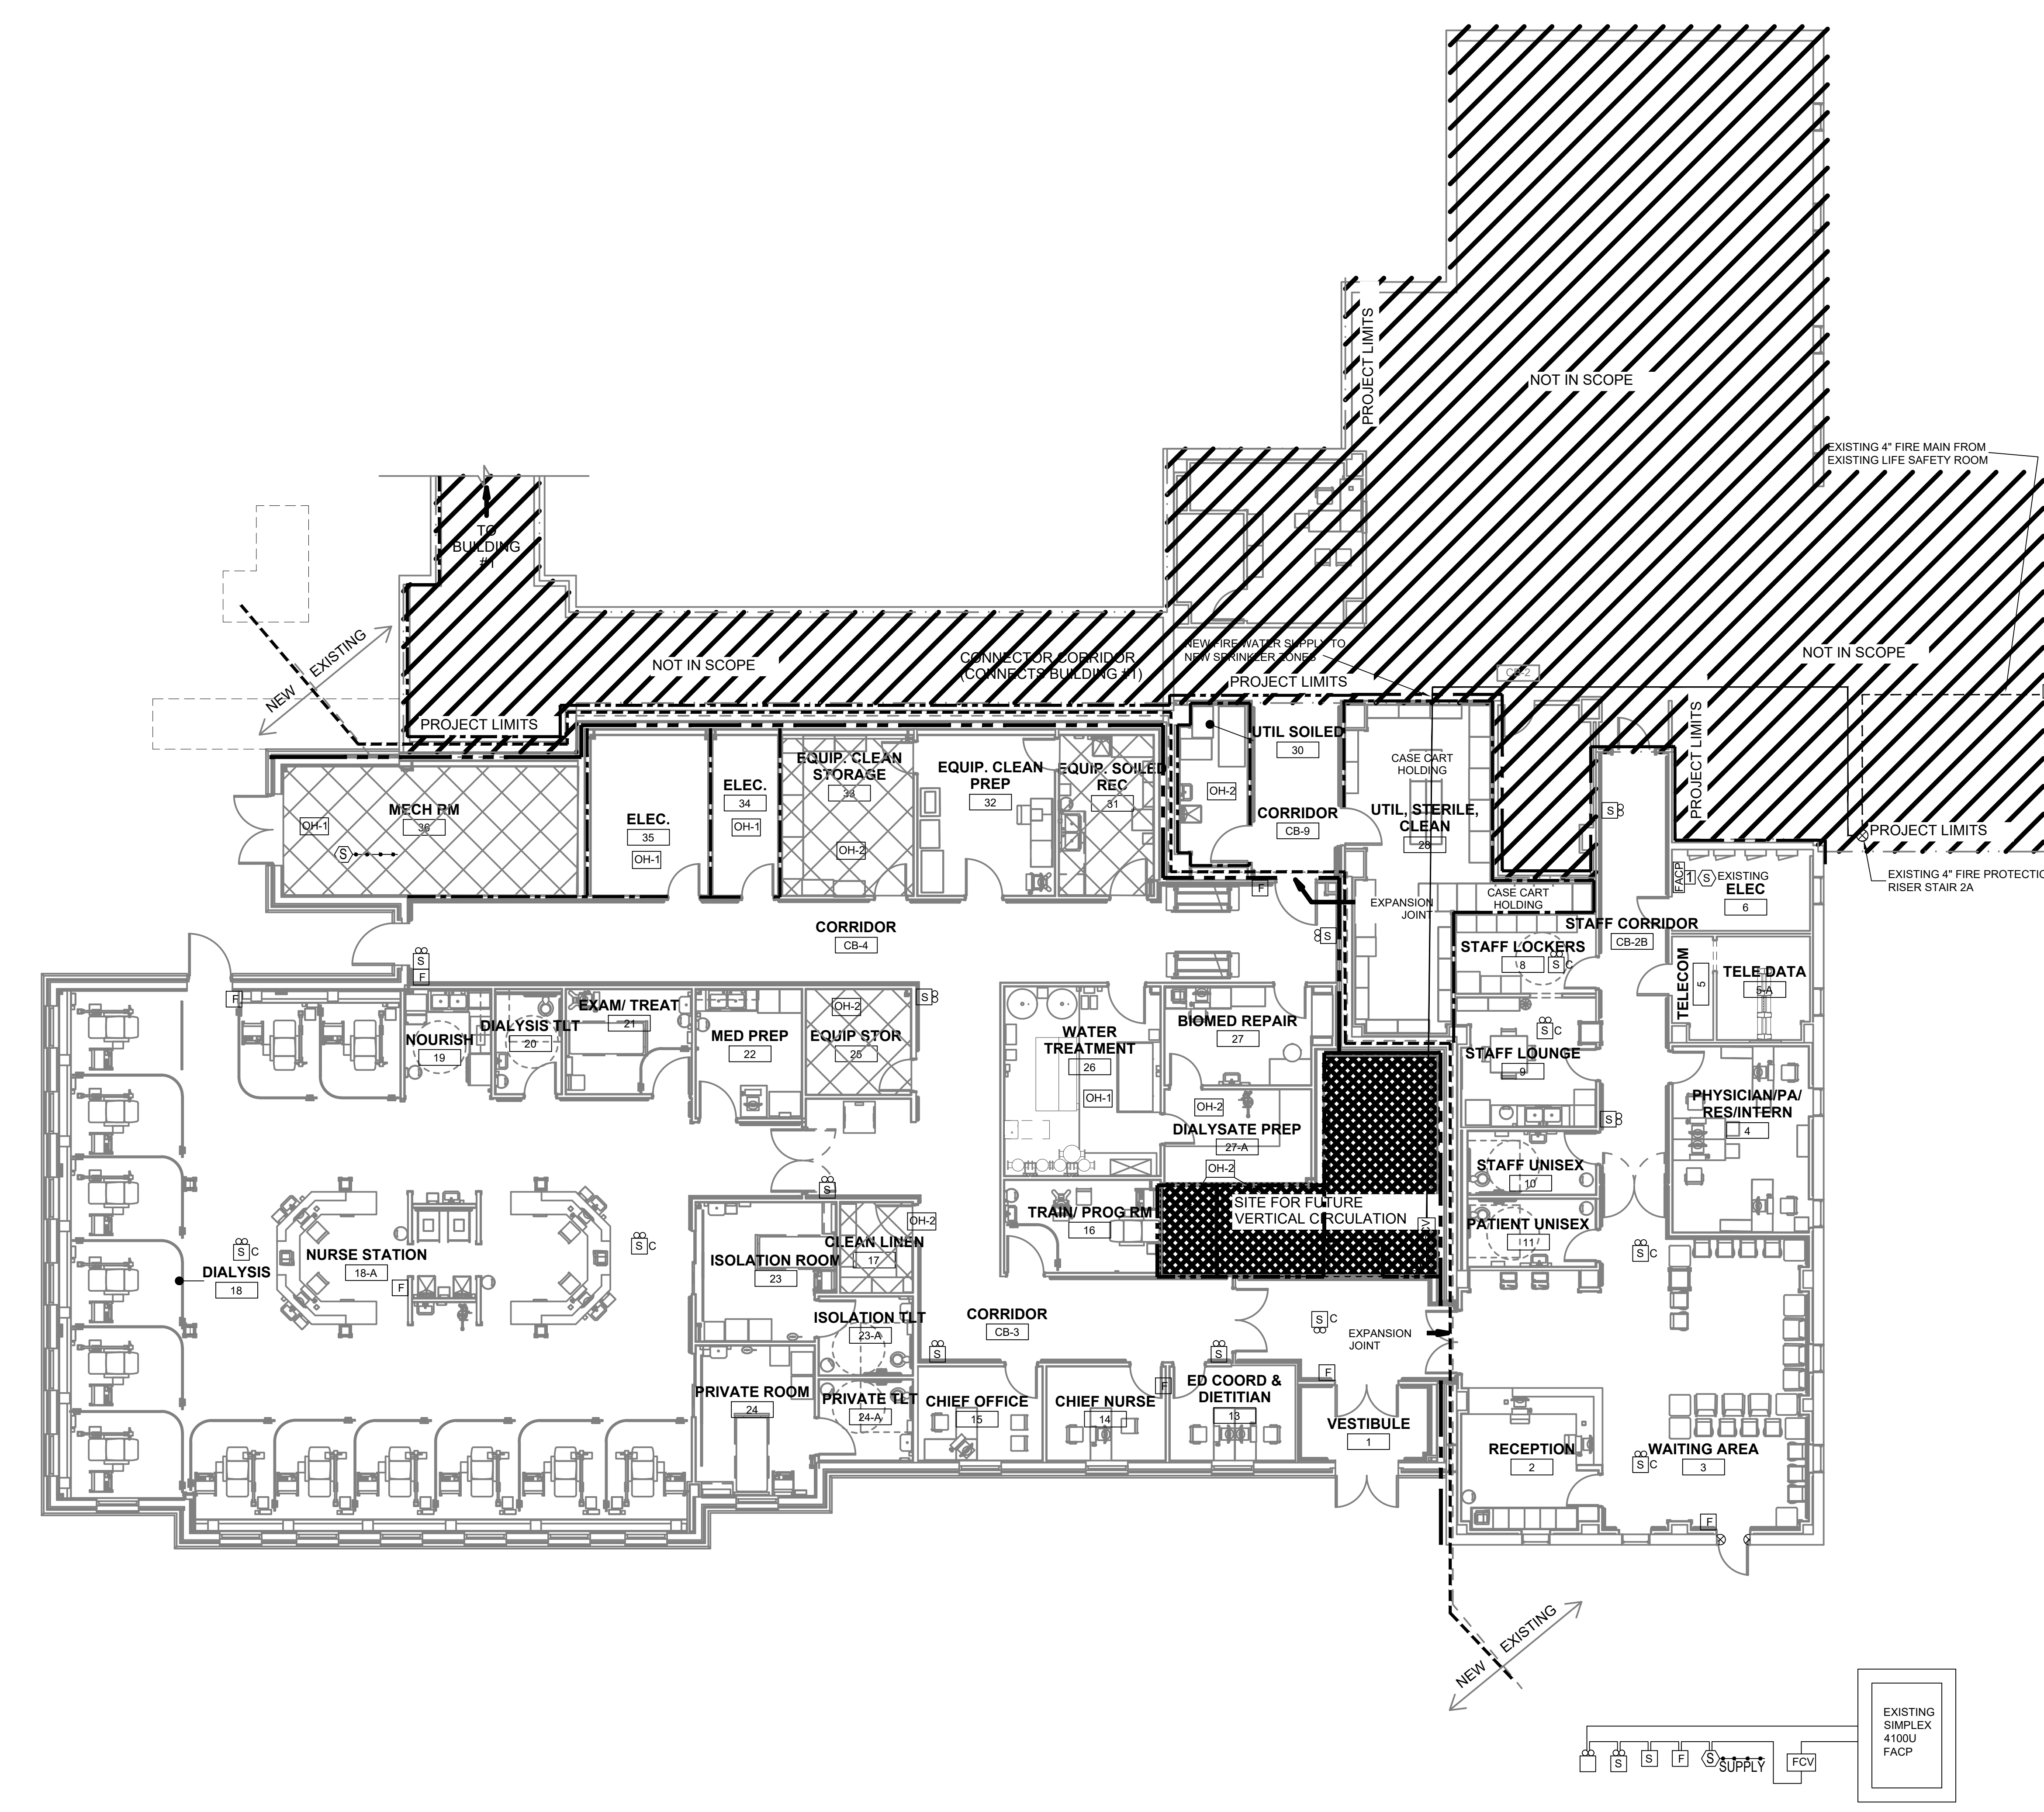 NOT IN SCOPE
PROJECT LIMITS
EXISTING 4" FIRE MAIN FROM
EXISTING LIFE SAFETY ROOM
TO
BUILDING
#1
EXISTING
NEW
NOT IN SCOPE
CONNECTOR CORRIDOR
(CONNECTS BUILDING #1)
NEW FIRE WATER SUPPLY TO
NEW SPRINKLER ZONES
PROJECT LIMITS
CB-2
NOT IN SCOPE
PROJECT LIMITS
PROJECT LIMITS
PROJECT LIMITS
EXISTING 4" FIRE PROTECTIO
RISER STAIR 2A
MECH RM
36
OH-1
S
ELEC.
35
OH-1
ELEC.
34
OH-1
EQUIP. CLEAN
STORAGE
33
OH-2
EQUIP. CLEAN
PREP
32
EQUIP. SOILED
REC
31
UTIL SOILED
30
OH-2
CORRIDOR
CB-9
CASE CART
HOLDING
UTIL, STERILE,
CLEAN
28
CASE CART
HOLDING
EXPANSION
JOINT
S
FACP
1
S
EXISTING
ELEC
6
STAFF CORRIDOR
CB-2B
STAFF LOCKERS
8
S C
TELECOM
5
TELE DATA
5-A
CORRIDOR
CB-4
S
F
F
S
F
S
NOURISH
19
DIALYSIS TLT
20
EXAM/ TREAT
21
MED PREP
22
OH-2
EQUIP STOR
25
WATER
TREATMENT
26
OH-1
BIOMED REPAIR
27
OH-2
DIALYSATE PREP
27-A
OH-2
S C
STAFF LOUNGE
9
S
PHYSICIAN/PA/
RES/INTERN
4
STAFF UNISEX
10
PATIENT UNISEX
11
S C
SITE FOR FUTURE
VERTICAL CIRCULATION
TRAIN/ PROG RM
16
S
OH-2
CLEAN LINEN
17
ISOLATION ROOM
23
S C
DIALYSIS
18
NURSE STATION
18-A
F
S C
ISOLATION TLT
23-A
CORRIDOR
CB-3
S
S
S C
EXPANSION
JOINT
F
F
PRIVATE ROOM
24
PRIVATE TLT
24-A
CHIEF OFFICE
15
CHIEF NURSE
14
ED COORD &
DIETITIAN
13
VESTIBULE
1
RECEPTION
2
WAITING AREA
3
S C
F
EXISTING
NEW
EXISTING
SIMPLEX
4100U
FACP
S
S
F
S
SUPPLY
FCV